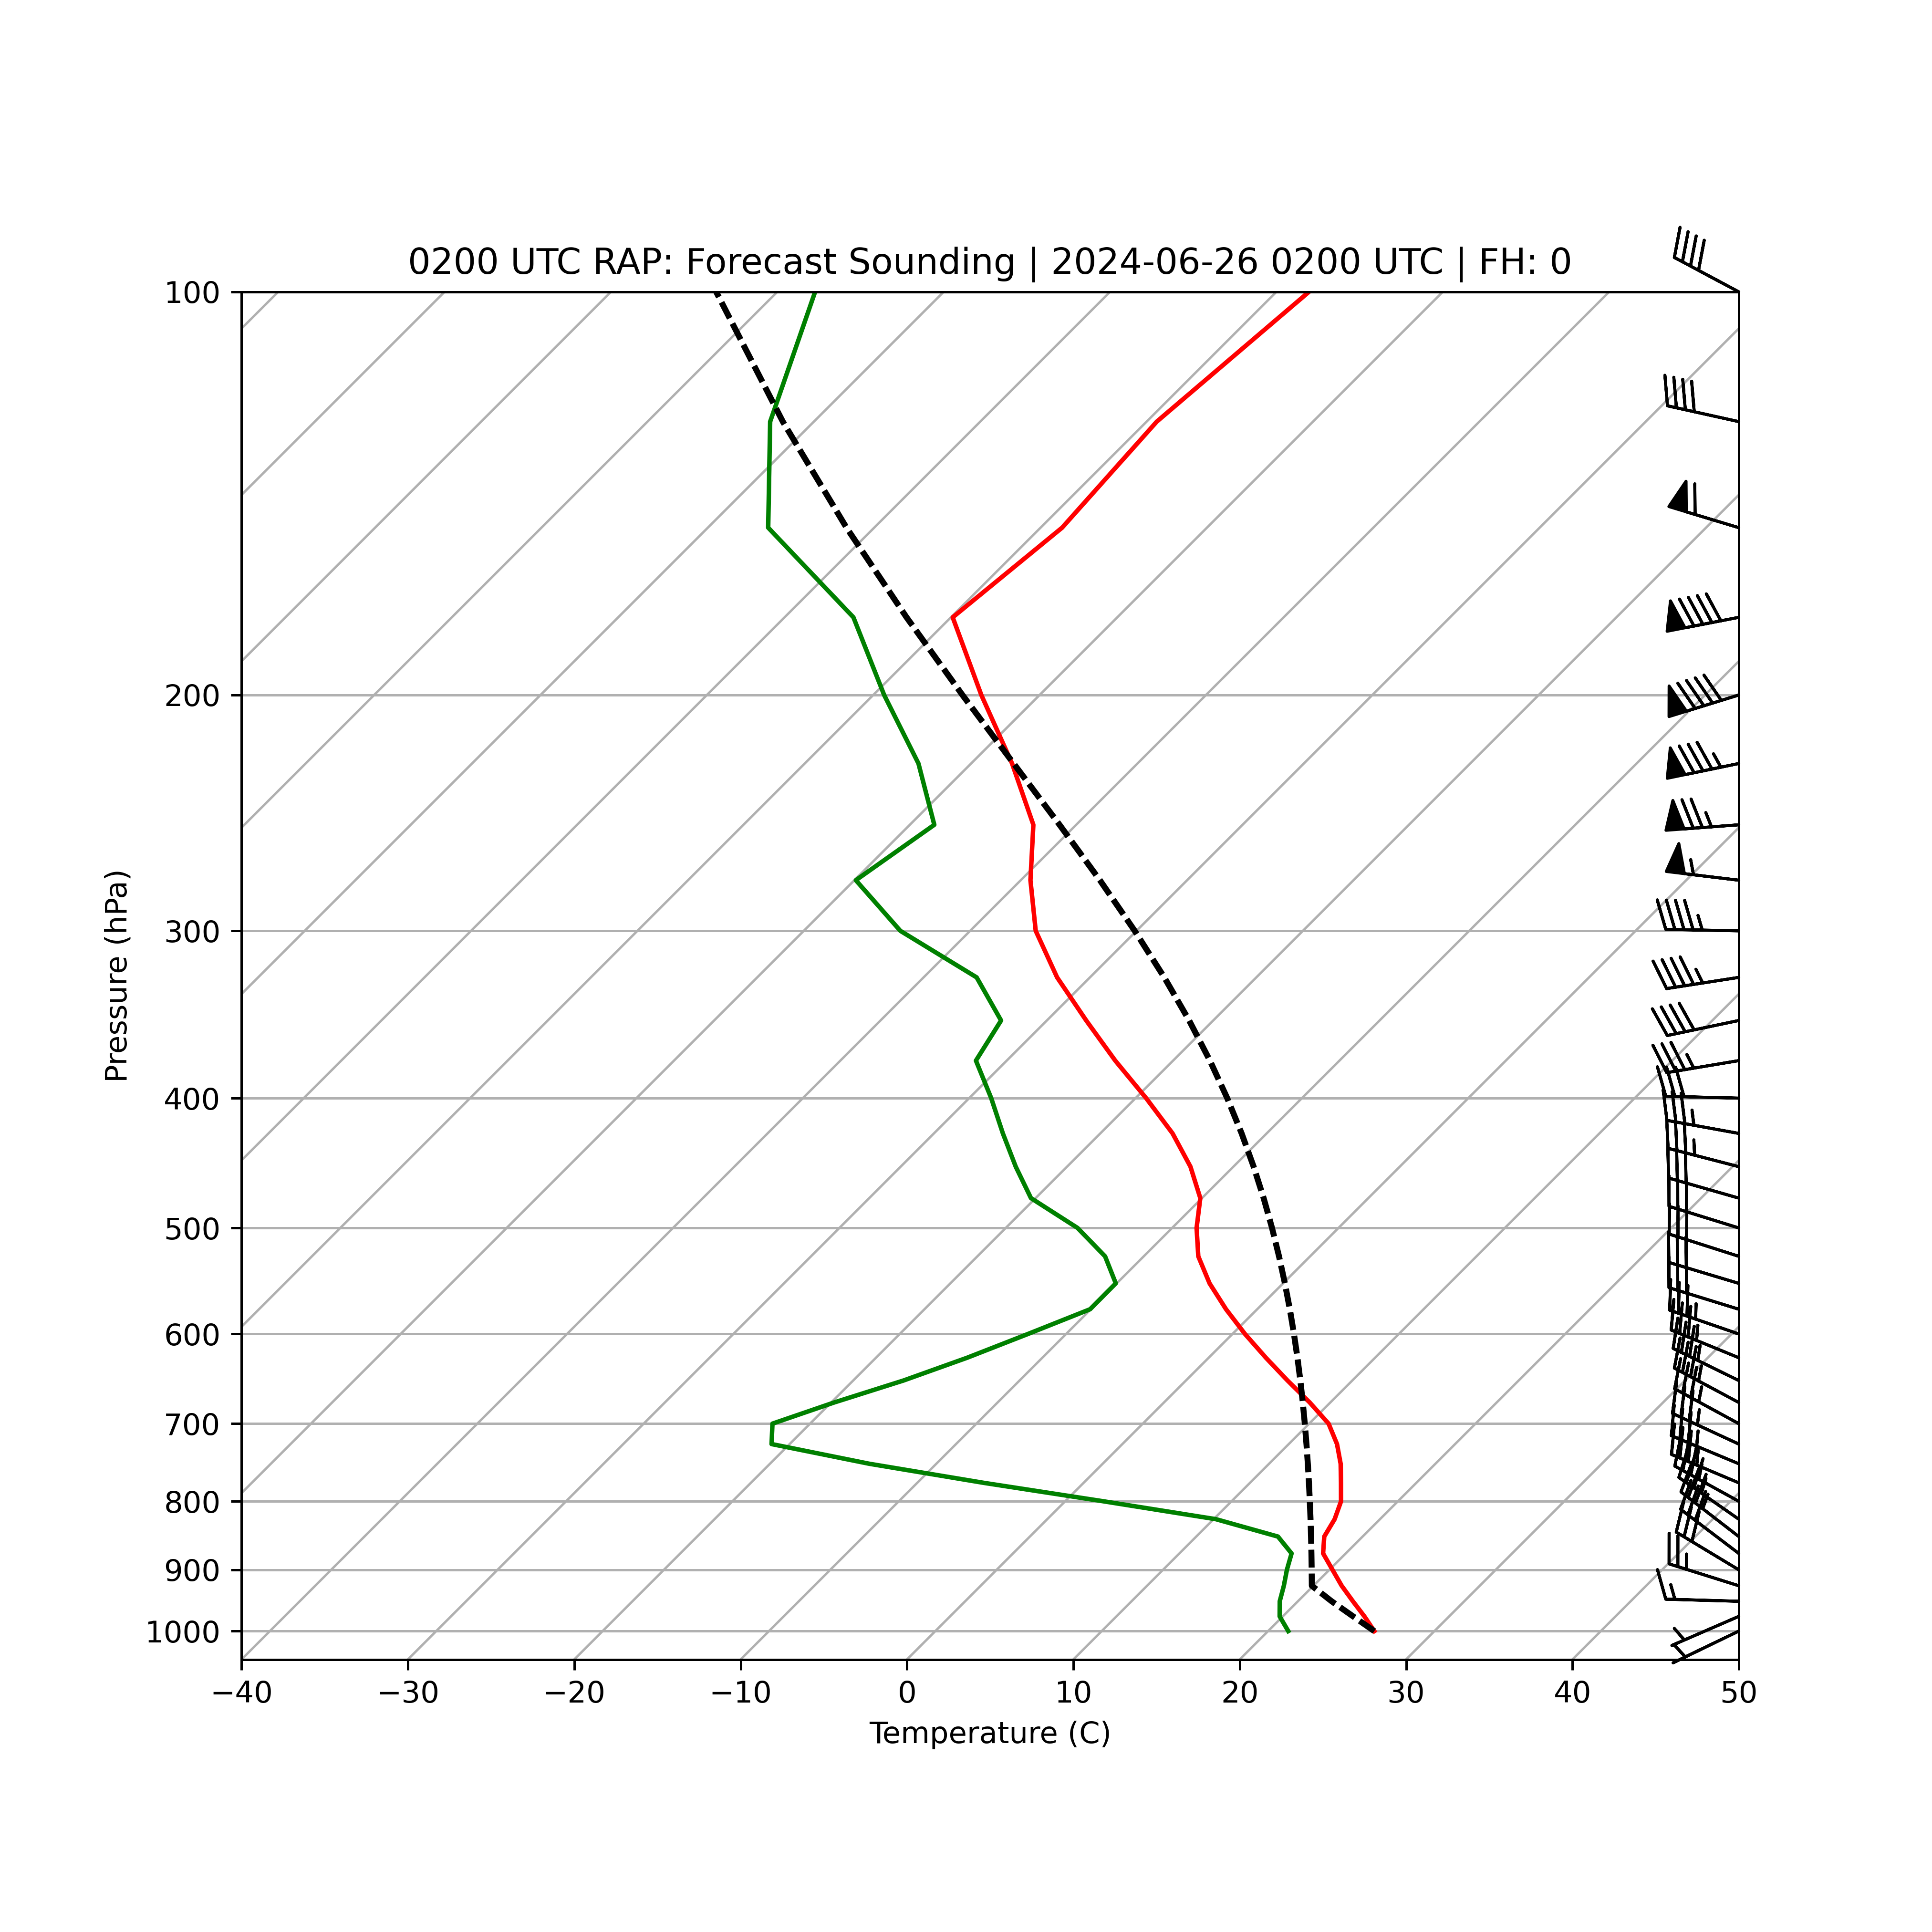 0200 UTC RAP: Forecast Sounding | 2024-06-26 0200 UTC | FH: 0
100
200
300
400
500
600
700
800
900
1000
Pressure (hPa)
−40 −30 −20 −10 0 10 20 30 40 50
Temperature (C)